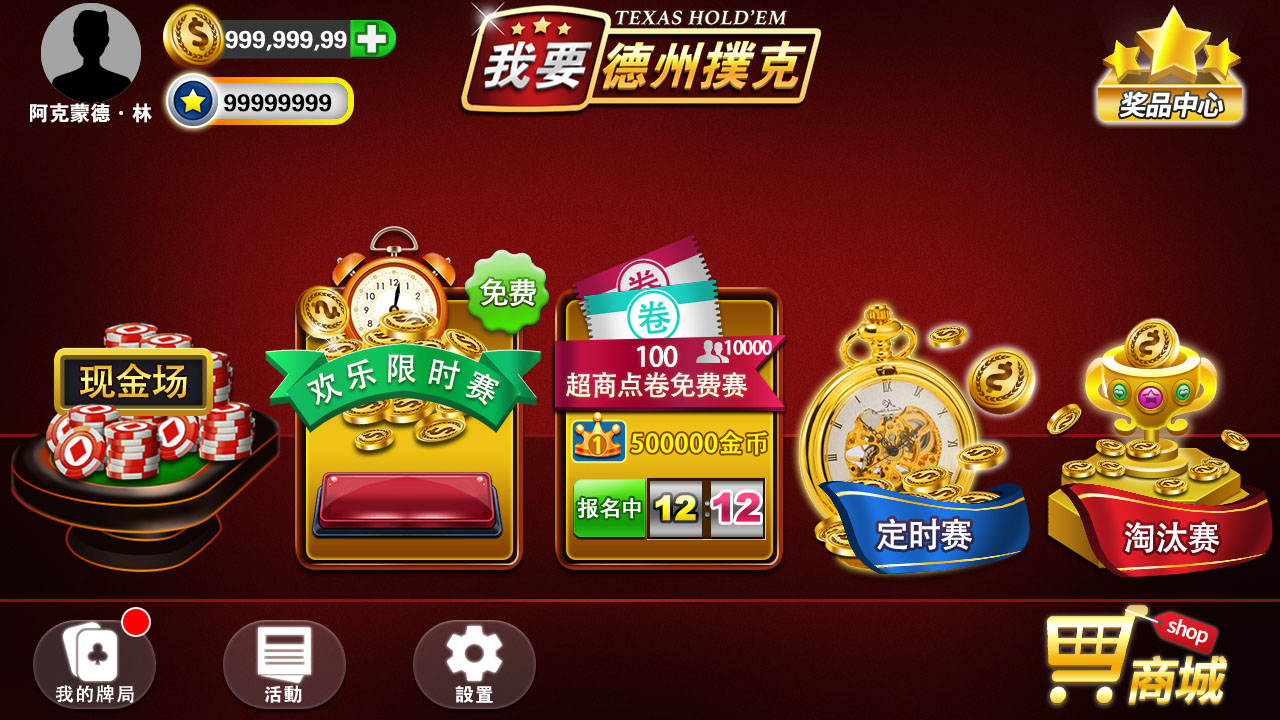 阿克蒙德·林
999,999,99
99999999
TEXAS HOLD'EM
我要 德州撲克
奖品中心
现金场
免费
欢乐限时赛
卷
卷
100 10000
超商点卷免费赛
1 500000金币
报名中 12:12
定时赛
淘汰赛
我的牌局
活動
設置
shop
商城